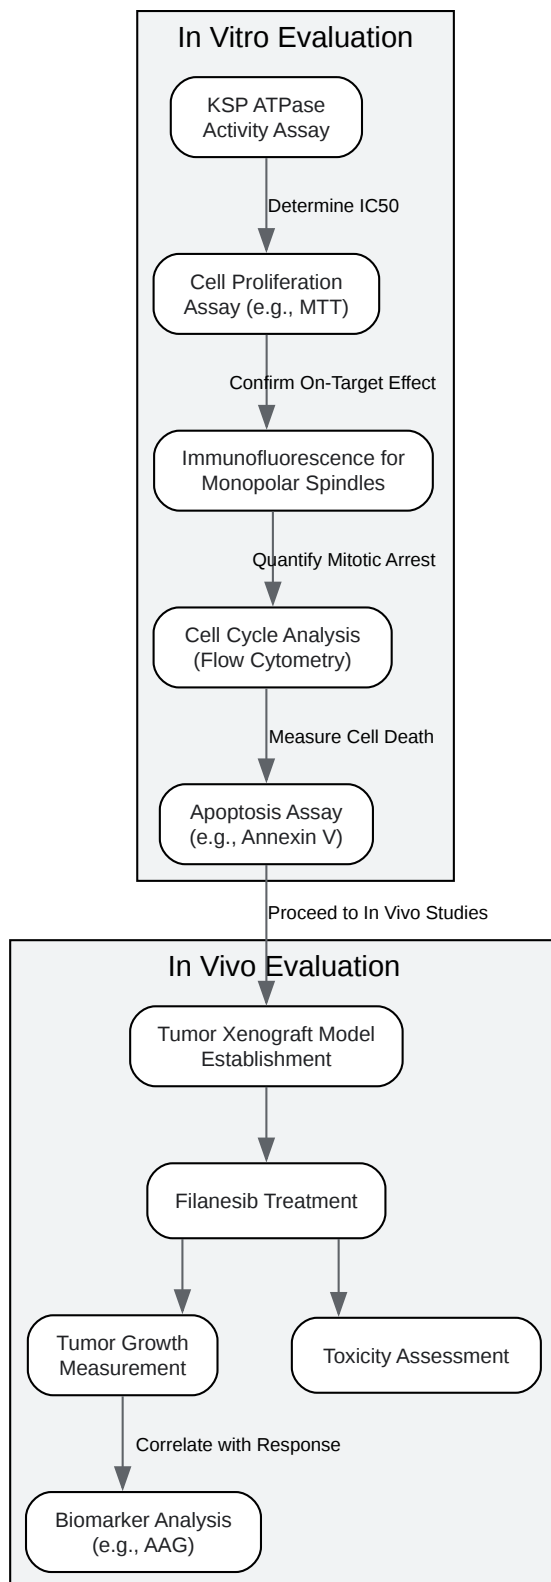 In Vitro Evaluation
KSP ATPase
Activity Assay
Determine IC50
Cell Proliferation
Assay (e.g., MTT)
Confirm On-Target Effect
Immunofluorescence for
Monopolar Spindles
Quantify Mitotic Arrest
Cell Cycle Analysis
(Flow Cytometry)
Measure Cell Death
Apoptosis Assay
(e.g., Annexin V)
Proceed to In Vivo Studies
In Vivo Evaluation
Tumor Xenograft Model
Establishment
Filanesib Treatment
Tumor Growth
Measurement
Toxicity Assessment
Correlate with Response
Biomarker Analysis
(e.g., AAG)